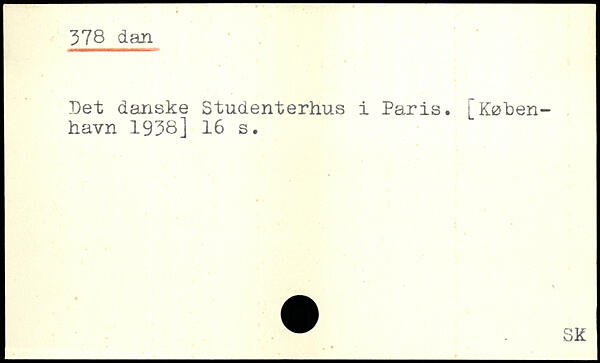 378 dan
Det danske Studenterhus i Paris. [Køben-
havn 1938] 16 s.
SK